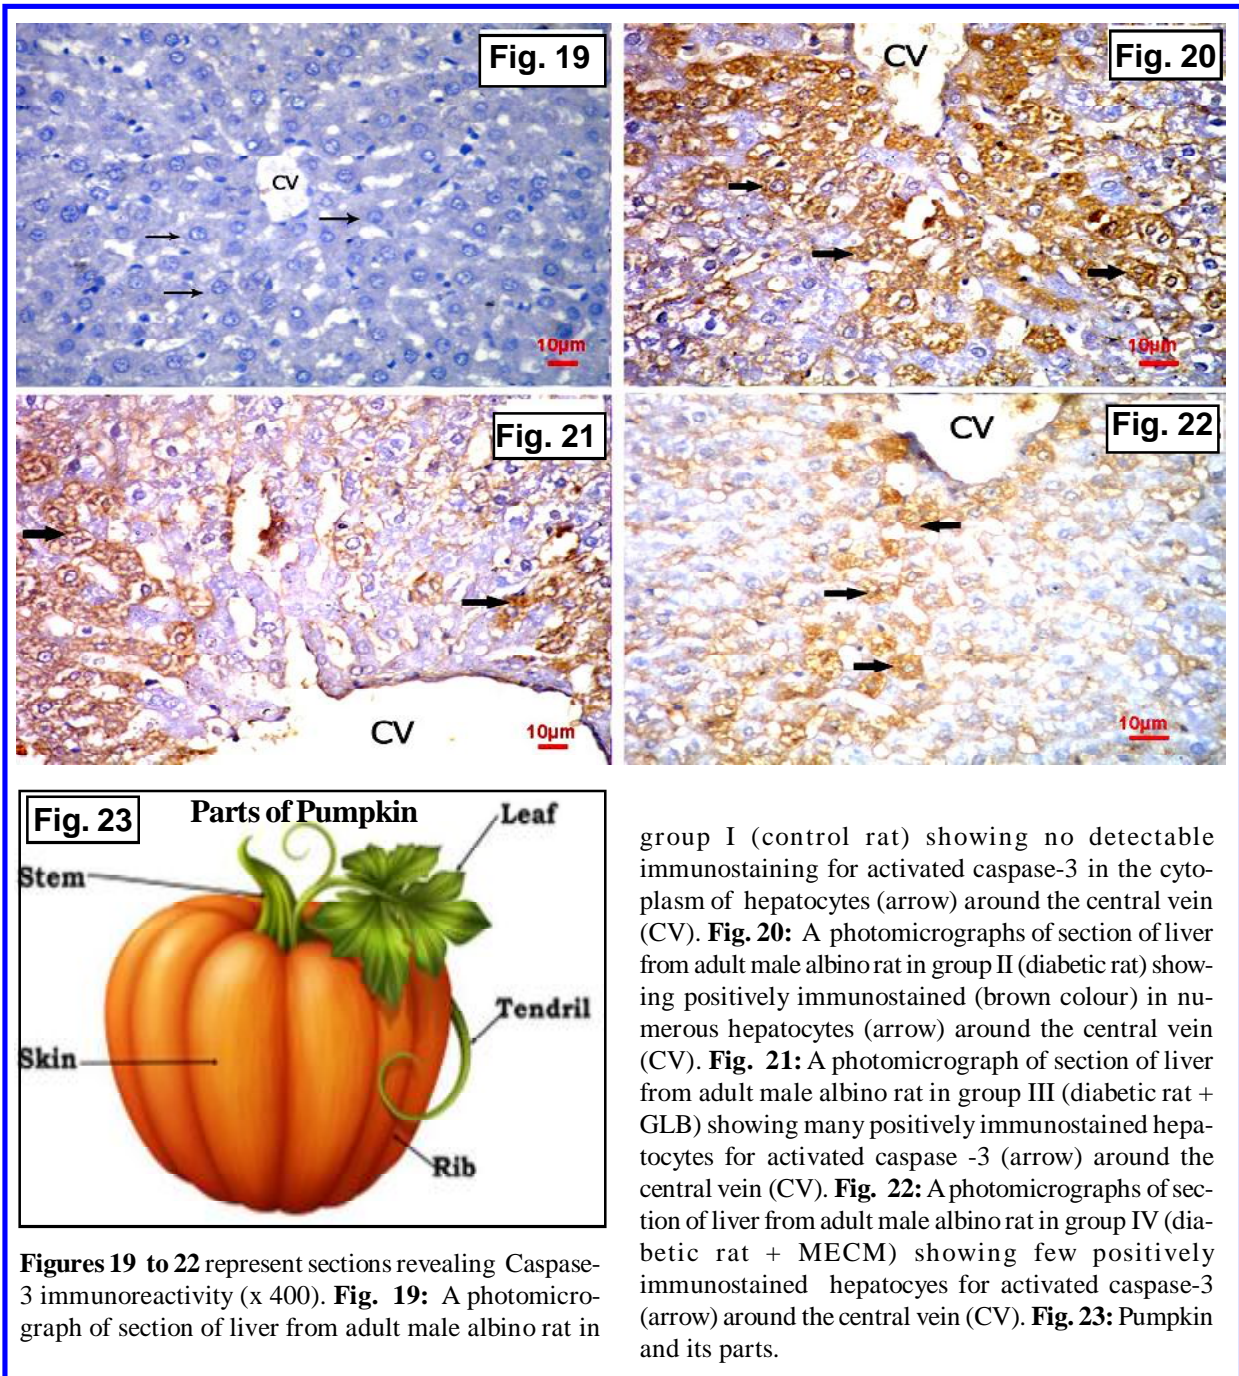 Fig. 19
CV
10µm
Fig. 20
CV
10µm
Fig. 21
CV
10µm
Fig. 22
CV
10µm
Fig. 23
Parts of Pumpkin
Leaf
Stem
Tendril
Skin
Rib
Figures 19 to 22 represent sections revealing Caspase-
3 immunoreactivity (x 400). Fig. 19: A photomicro-
graph of section of liver from adult male albino rat in
group I (control rat) showing no detectable
immunostaining for activated caspase-3 in the cyto-
plasm of hepatocytes (arrow) around the central vein
(CV). Fig. 20: A photomicrographs of section of liver
from adult male albino rat in group II (diabetic rat) show-
ing positively immunostained (brown colour) in nu-
merous hepatocytes (arrow) around the central vein
(CV). Fig. 21: A photomicrograph of section of liver
from adult male albino rat in group III (diabetic rat +
GLB) showing many positively immunostained hepa-
tocytes for activated caspase -3 (arrow) around the
central vein (CV). Fig. 22: A photomicrographs of sec-
tion of liver from adult male albino rat in group IV (dia-
betic rat + MECM) showing few positively
immunostained hepatocyes for activated caspase-3
(arrow) around the central vein (CV). Fig. 23: Pumpkin
and its parts.